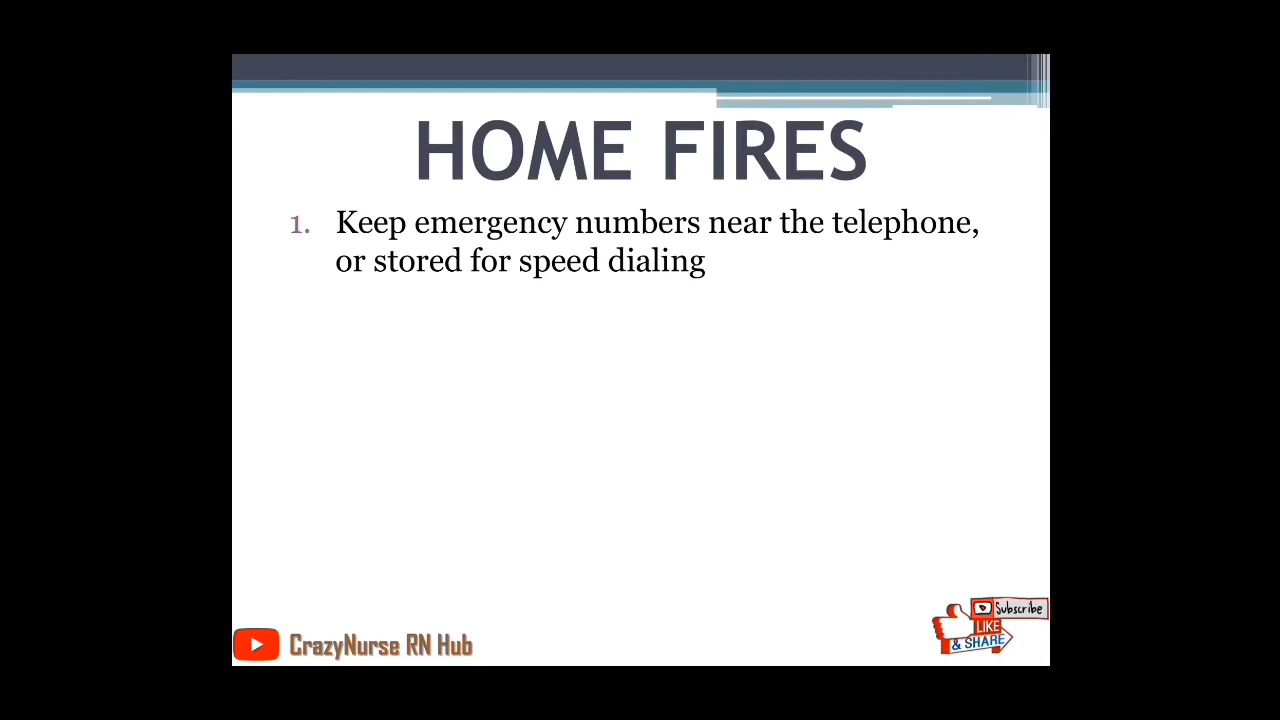 HOME FIRES
1. Keep emergency numbers near the telephone,
or stored for speed dialing
Subscribe
LIKE
& SHARE
CrazyNurse RN Hub